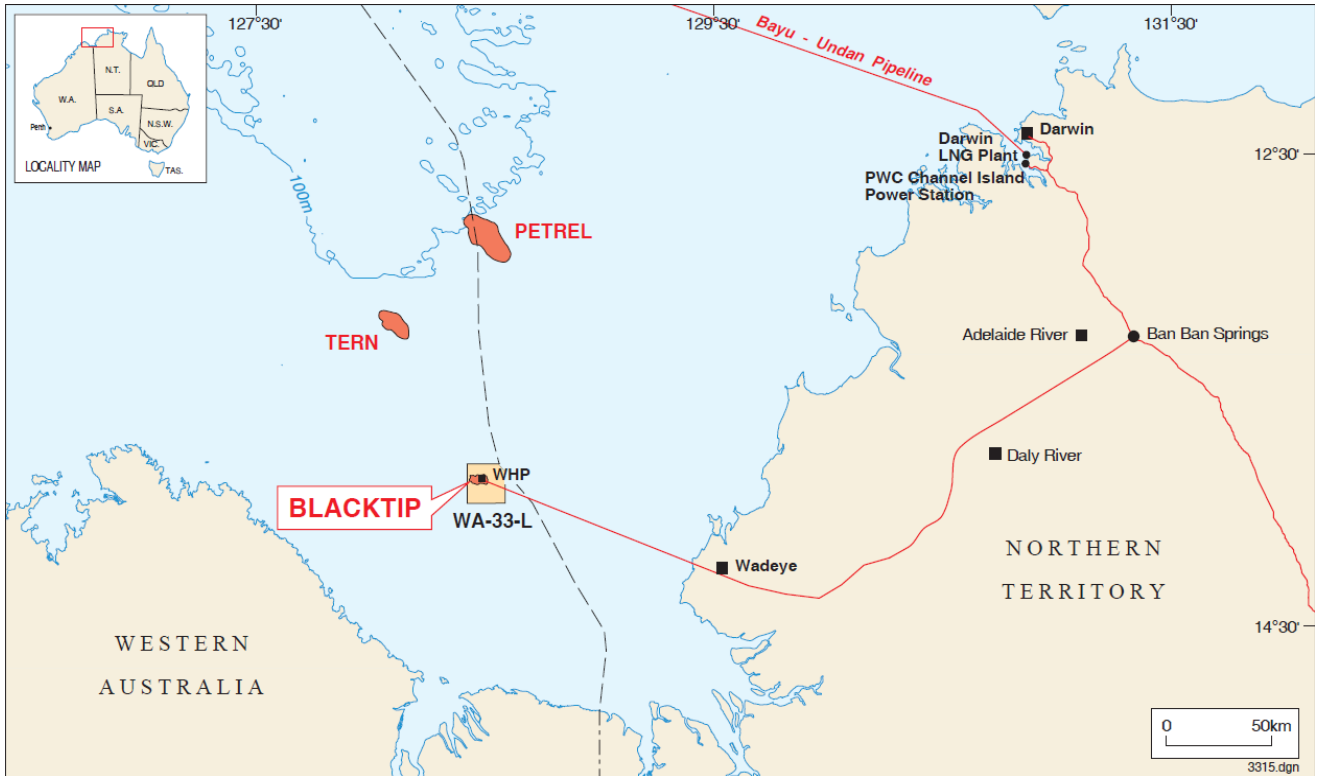 127°30'
129°30'
131°30'
N.T.
QLD
W.A.
S.A.
N.S.W.
Perth
VIC.
TAS.
LOCALITY MAP
100m
Bayu - Undan Pipeline
Darwin
Darwin
LNG Plant
12°30'
PWC Channel Island
Power Station
PETREL
TERN
Adelaide River
Ban Ban Springs
Daly River
WHP
BLACKTIP
WA-33-L
Wadeye
NORTHERN
TERRITORY
14°30'
WESTERN
AUSTRALIA
0 50km
3315.dgn